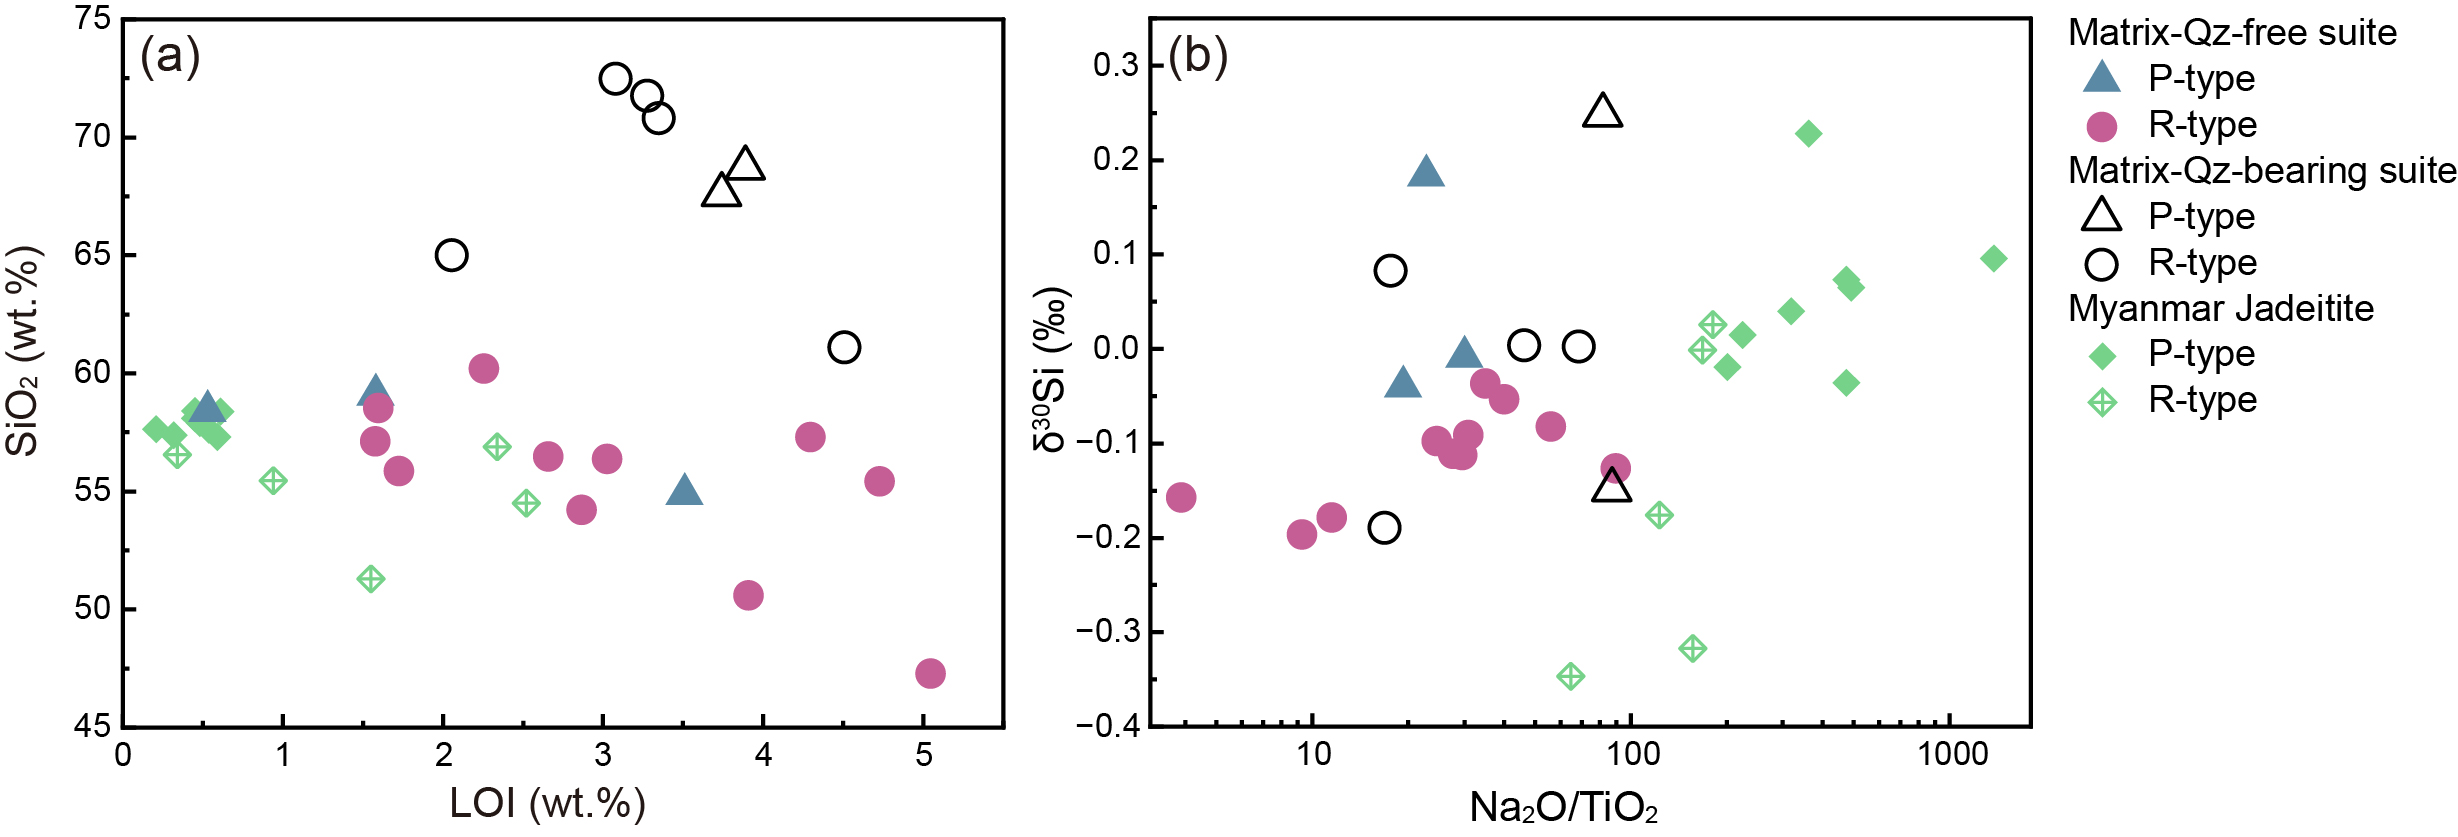 (a)
75
70
65
60
55
50
45
SiO₂ (wt.%)
0 1 2 3 4 5
LOI (wt.%)
(b)
0.3
0.2
0.1
0.0
−0.1
−0.2
−0.3
−0.4
δ³⁰Si (‰)
10 100 1000
Na₂O/TiO₂
Matrix-Qz-free suite
P-type
R-type
Matrix-Qz-bearing suite
P-type
R-type
Myanmar Jadeitite
P-type
R-type